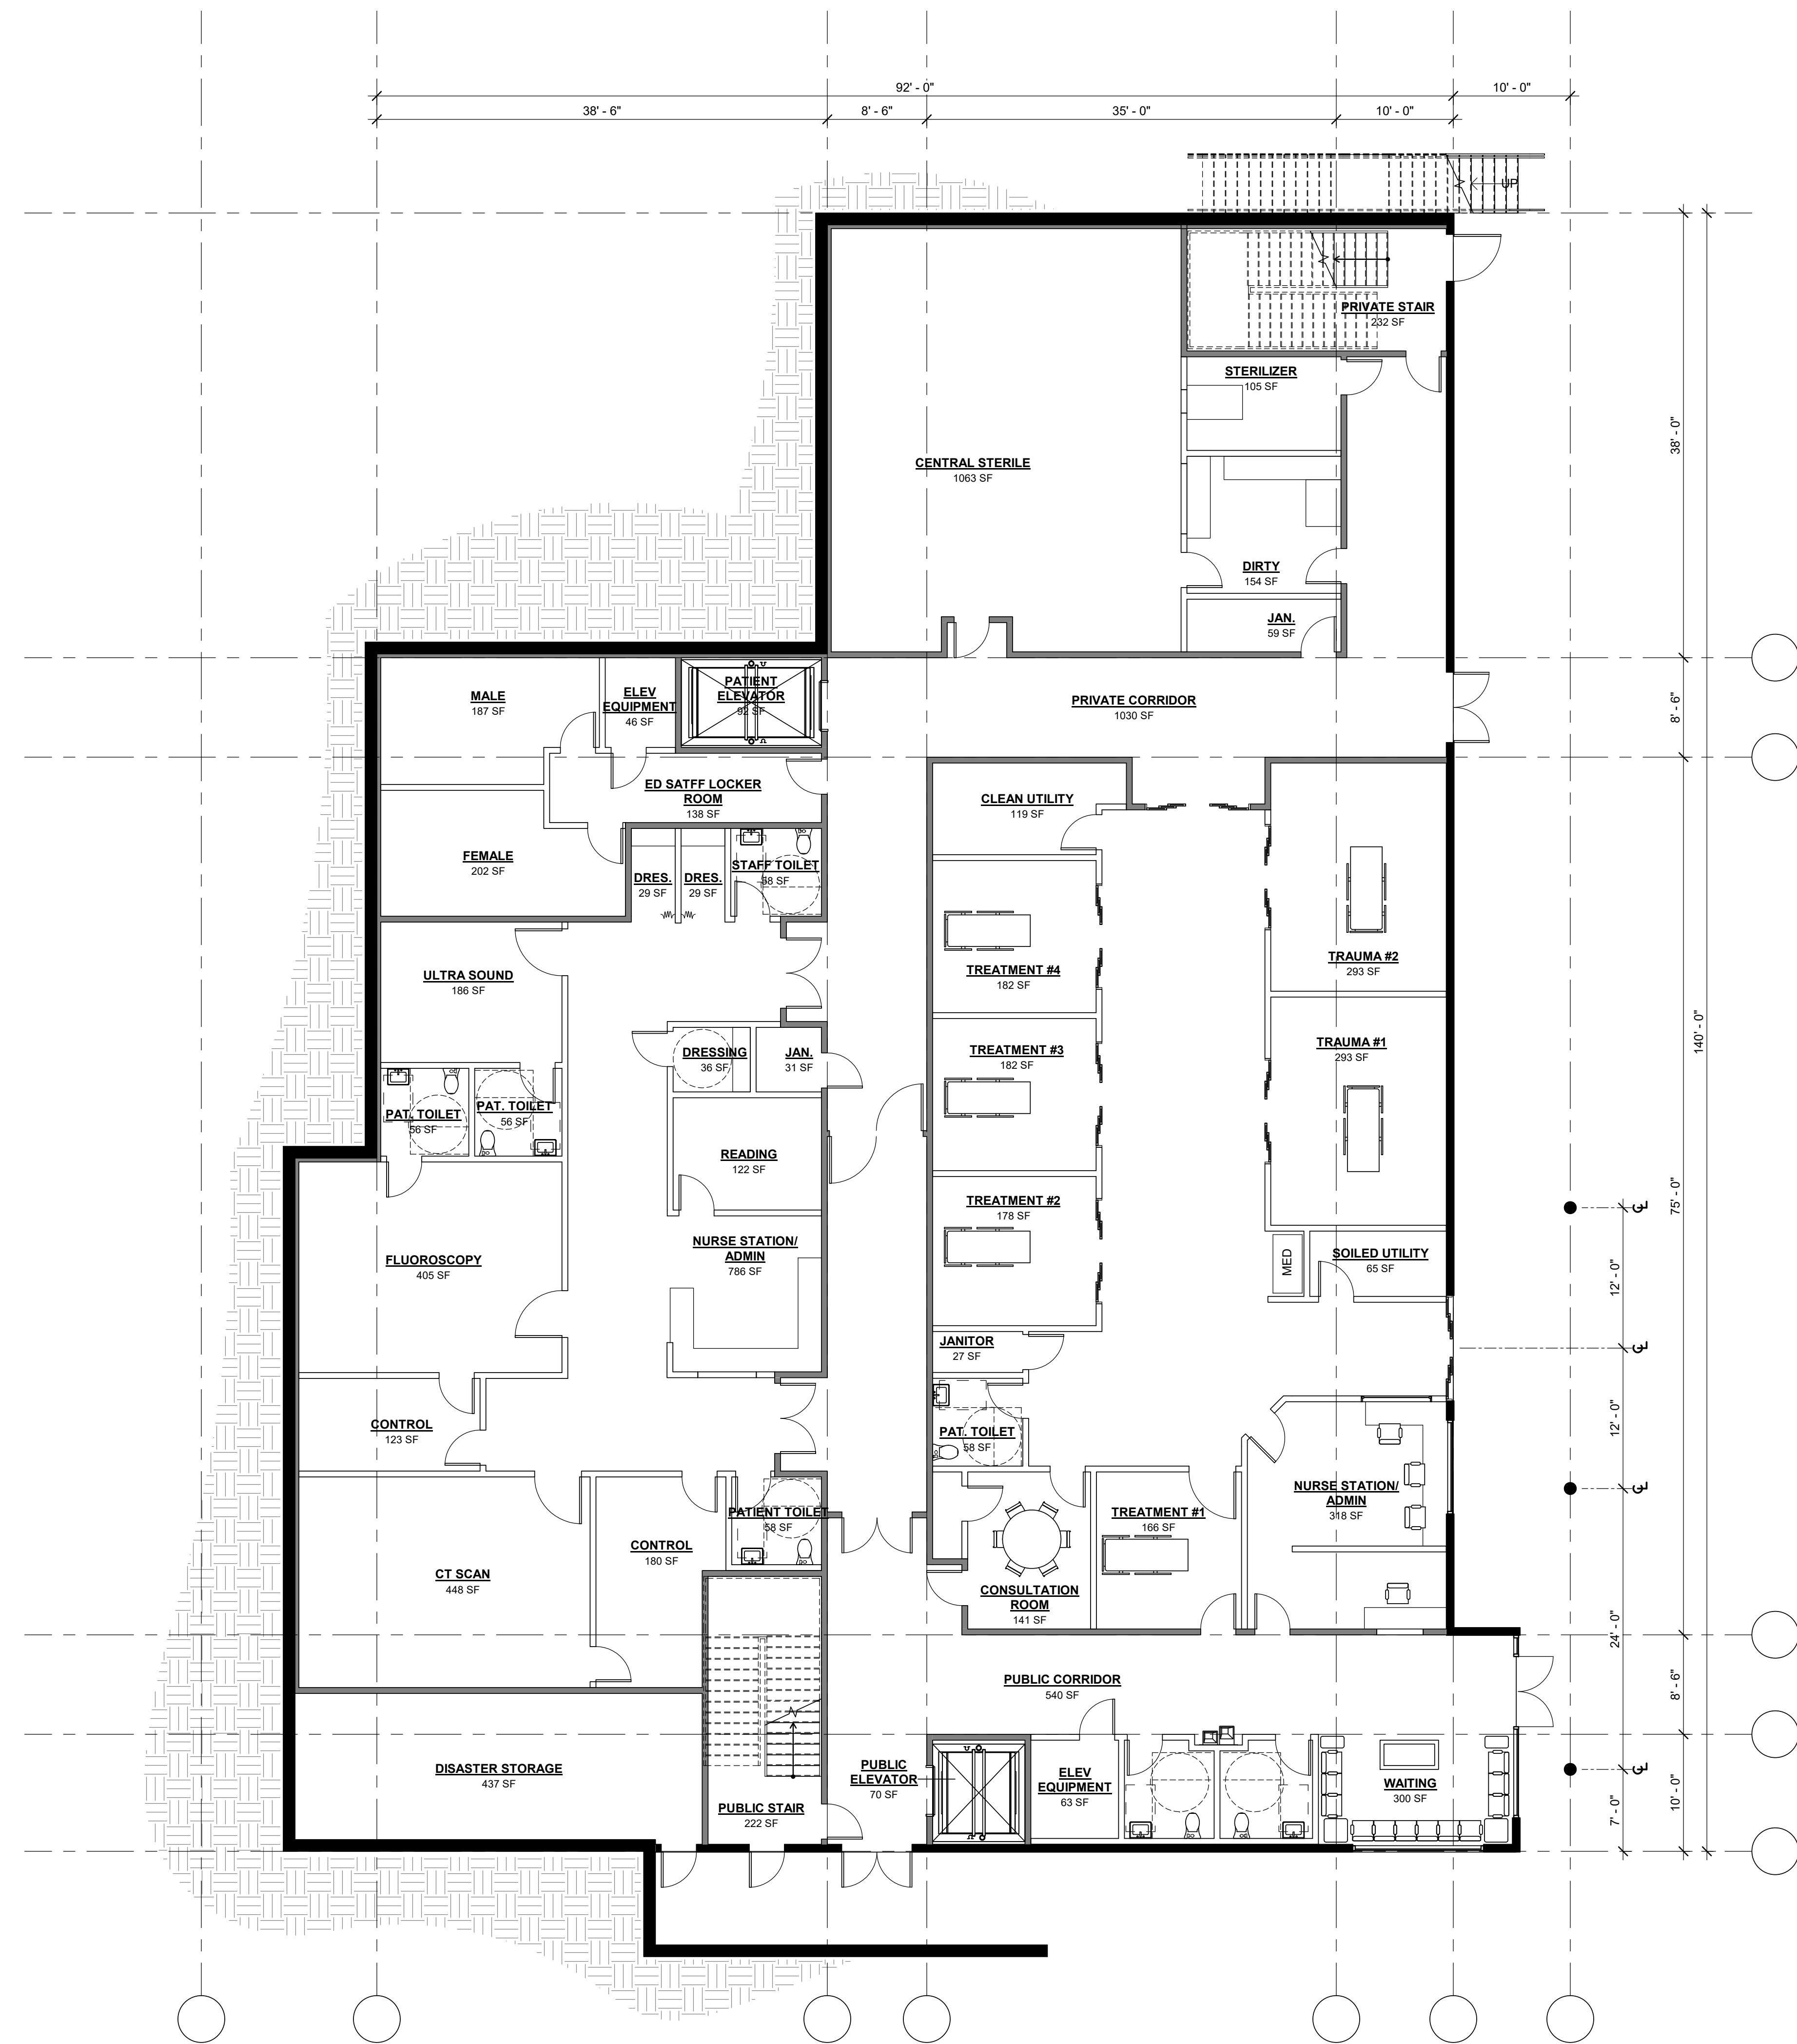 92' - 0"
10' - 0"
38' - 6"
8' - 6"
35' - 0"
10' - 0"
UP
PRIVATE STAIR
232 SF
STERILIZER
105 SF
38' - 0"
CENTRAL STERILE
1063 SF
DIRTY
154 SF
JAN.
59 SF
MALE
187 SF
ELEV
EQUIPMENT
46 SF
PATIENT
ELEVATOR
92 SF
PRIVATE CORRIDOR
1030 SF
8' - 6"
ED SATFF LOCKER
ROOM
138 SF
CLEAN UTILITY
119 SF
FEMALE
202 SF
DRES.
29 SF
DRES.
29 SF
STAFF TOILET
58 SF
TREATMENT #4
182 SF
TRAUMA #2
293 SF
ULTRA SOUND
186 SF
140' - 0"
DRESSING
36 SF
JAN.
31 SF
TREATMENT #3
182 SF
TRAUMA #1
293 SF
PAT. TOILET
56 SF
PAT. TOILET
56 SF
READING
122 SF
TREATMENT #2
178 SF
75' - 0"
CL
FLUOROSCOPY
405 SF
NURSE STATION/
ADMIN
786 SF
MED
SOILED UTILITY
65 SF
12' - 0"
JANITOR
27 SF
CL
CONTROL
123 SF
PAT. TOILET
58 SF
12' - 0"
NURSE STATION/
ADMIN
318 SF
CL
PATIENT TOILET
58 SF
TREATMENT #1
166 SF
CT SCAN
448 SF
CONTROL
180 SF
CONSULTATION
ROOM
141 SF
24' - 0"
PUBLIC CORRIDOR
540 SF
8' - 6"
DISASTER STORAGE
437 SF
PUBLIC
ELEVATOR
70 SF
ELEV
EQUIPMENT
63 SF
WAITING
300 SF
CL
PUBLIC STAIR
222 SF
7' - 0"
10' - 0"